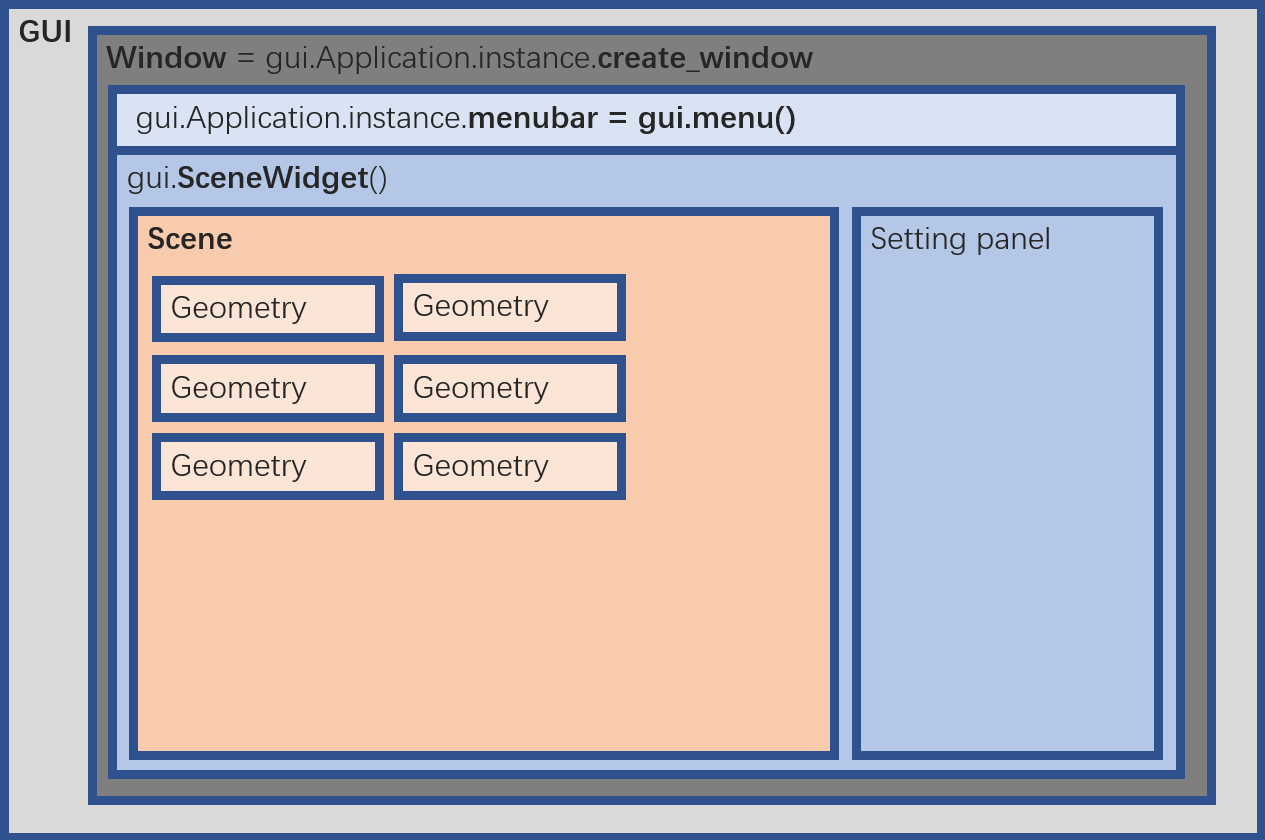 GUI
Window = gui.Application.instance.create_window
gui.Application.instance.menubar = gui.menu()
gui.SceneWidget()
Scene
Setting panel
Geometry
Geometry
Geometry
Geometry
Geometry
Geometry